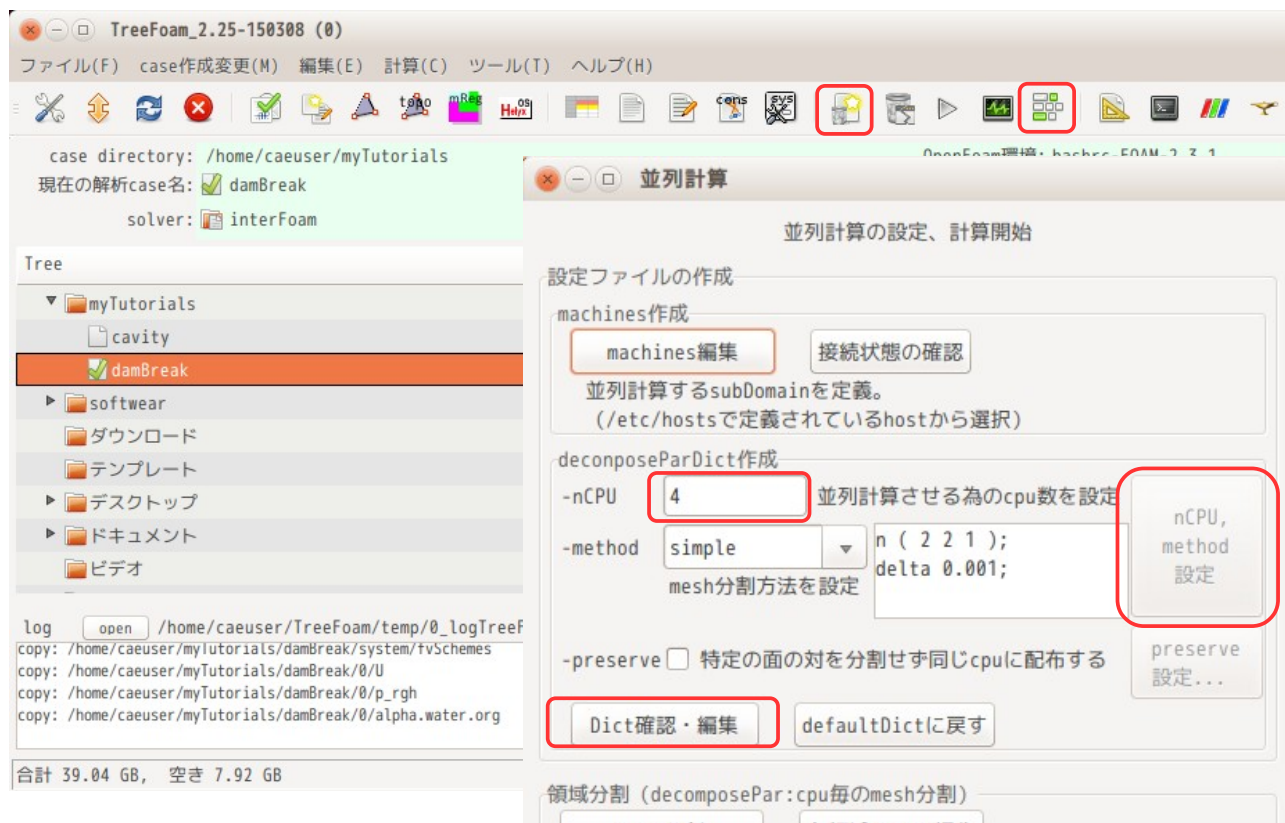 TreeFoam_2.25-150308 (0)
ファイル(F) case作成変更(M) 編集(E) 計算(C) ツール(T) ヘルプ(H)
topo mReg HelyxOS cons sys
case directory: /home/caeuser/myTutorials
OpenFoam環境: bashrc-FOAM-2.3.1
現在の解析case名: damBreak
solver: interFoam
Tree
myTutorials
cavity
damBreak
softwear
ダウンロード
テンプレート
デスクトップ
ドキュメント
ビデオ
log open /home/caeuser/TreeFoam/temp/0_logTreeF
copy: /home/caeuser/myTutorials/damBreak/system/fvSchemes
copy: /home/caeuser/myTutorials/damBreak/0/U
copy: /home/caeuser/myTutorials/damBreak/0/p_rgh
copy: /home/caeuser/myTutorials/damBreak/0/alpha.water.org
合計 39.04 GB, 空き 7.92 GB
並列計算
並列計算の設定、計算開始
設定ファイルの作成
machines作成
machines編集 接続状態の確認
並列計算するsubDomainを定義。
(/etc/hostsで定義されているhostから選択)
deconposeParDict作成
-nCPU 4 並列計算させる為のcpu数を設定
-method simple
n ( 2 2 1 );
delta 0.001;
mesh分割方法を設定
nCPU,
method
設定
-preserve 特定の面の対を分割せず同じcpuに配布する
preserve
設定...
Dict確認・編集 defaultDictに戻す
領域分割 (decomposePar:cpu毎のmesh分割)